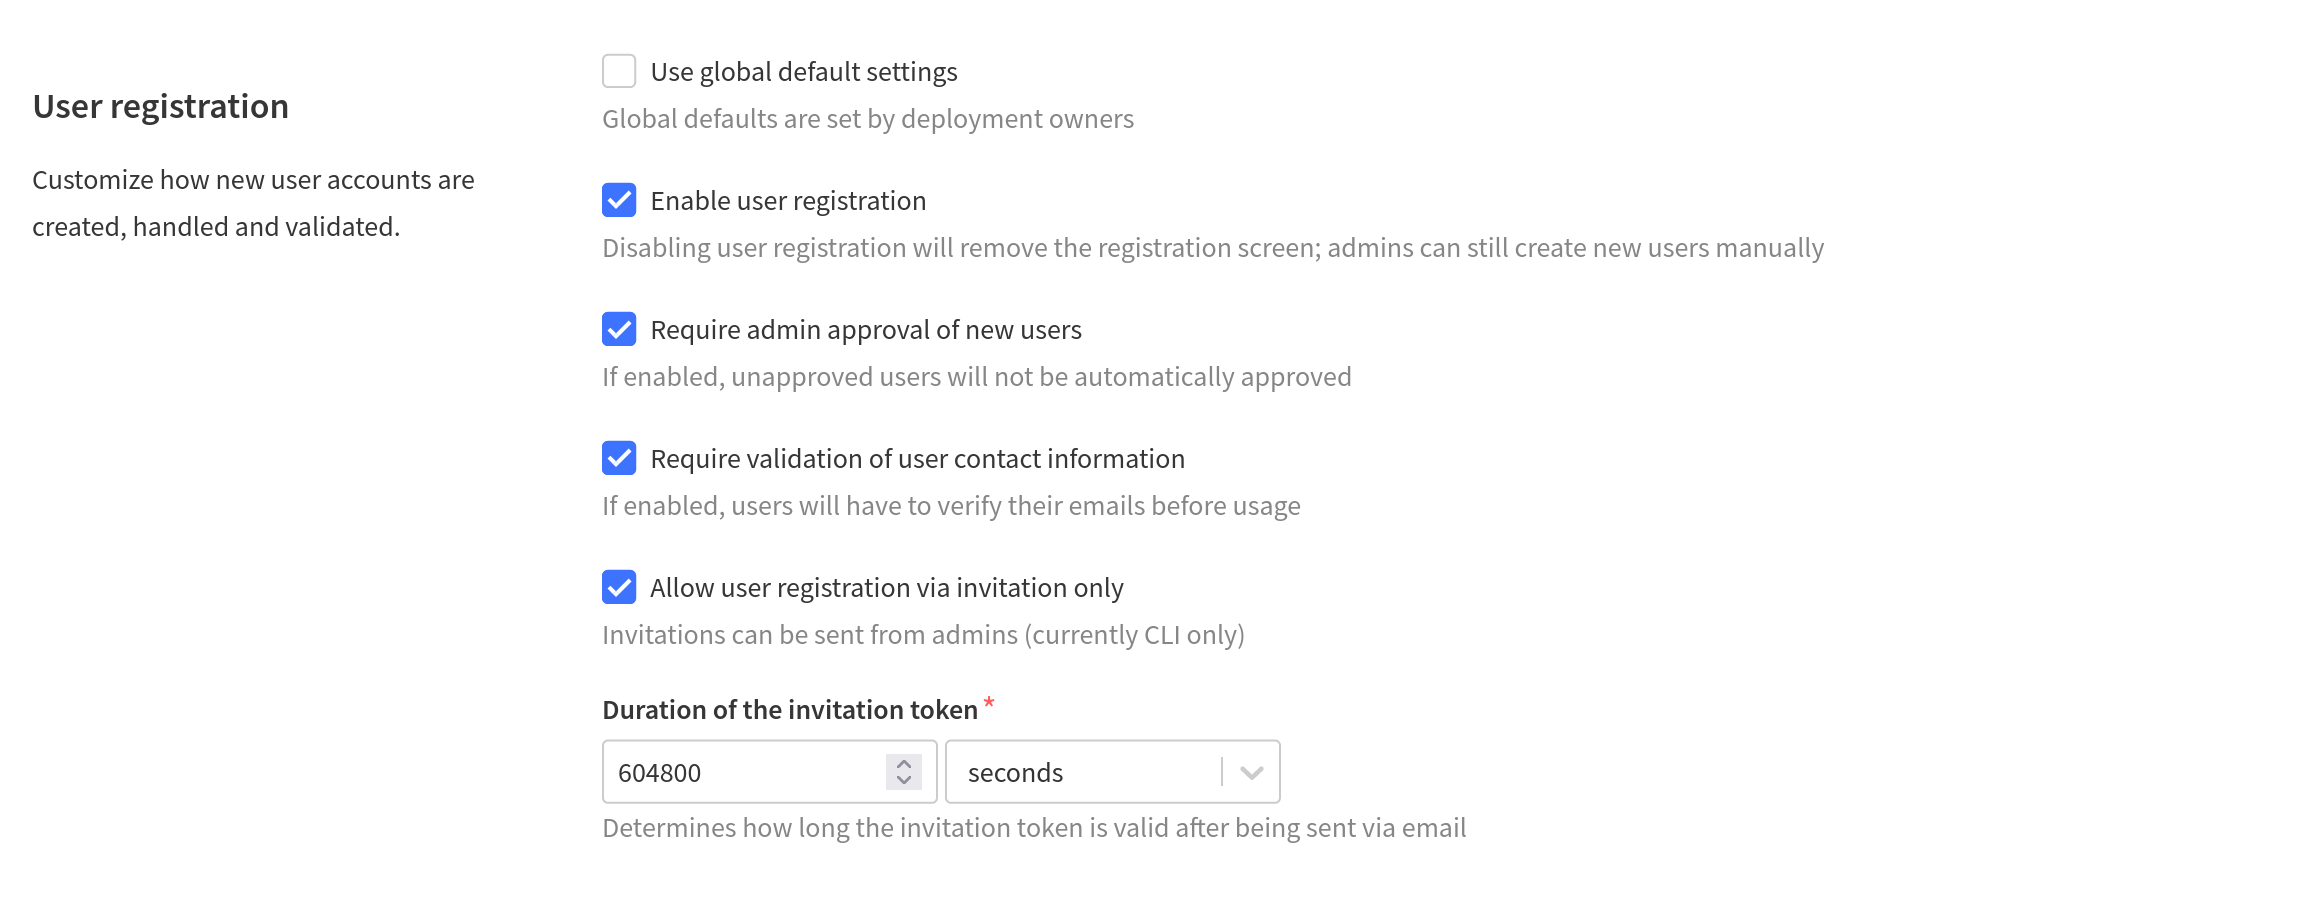 User registration
Customize how new user accounts are
created, handled and validated.
Use global default settings
Global defaults are set by deployment owners
Enable user registration
Disabling user registration will remove the registration screen; admins can still create new users manually
Require admin approval of new users
If enabled, unapproved users will not be automatically approved
Require validation of user contact information
If enabled, users will have to verify their emails before usage
Allow user registration via invitation only
Invitations can be sent from admins (currently CLI only)
Duration of the invitation token *
604800 seconds
Determines how long the invitation token is valid after being sent via email